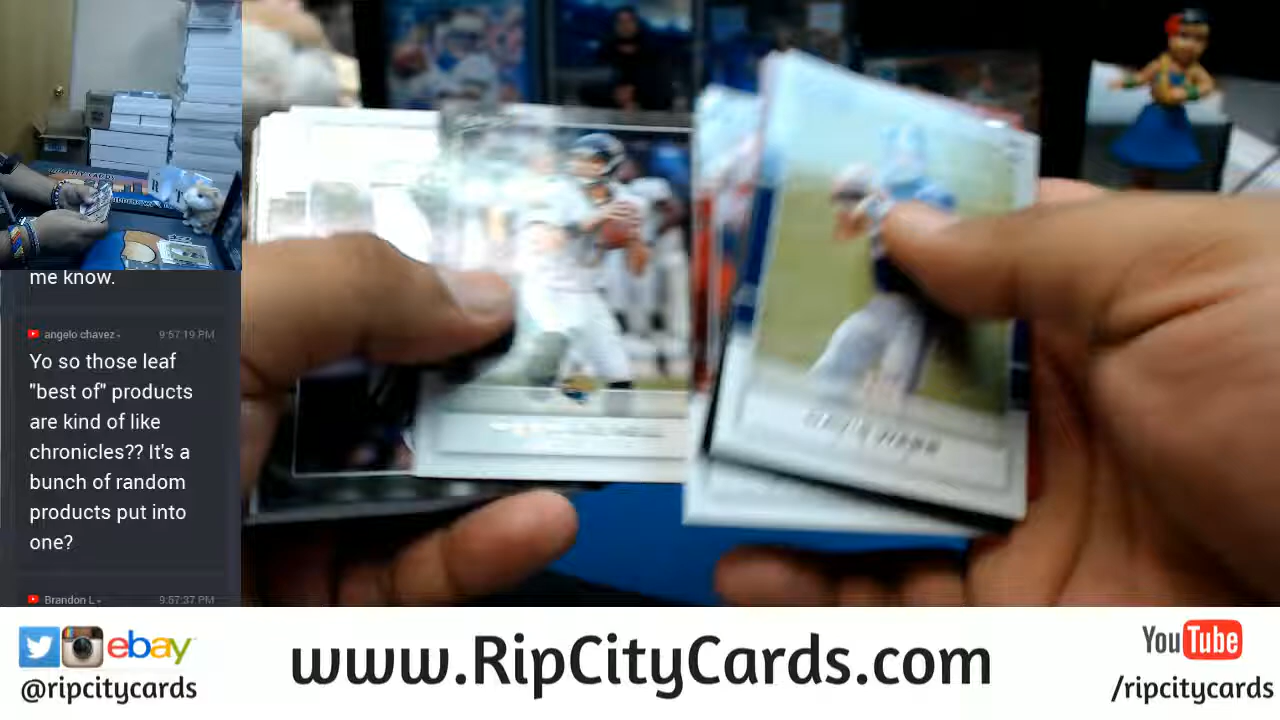 me know.
angelo chavez 9:57:19 PM
Yo so those leaf
"best of" products
are kind of like
chronicles?? It's a
bunch of random
products put into
one?
Brandon L 9:57:37 PM
ebay
@ripcitycards
www.RipCityCards.com
YouTube
/ripcitycards